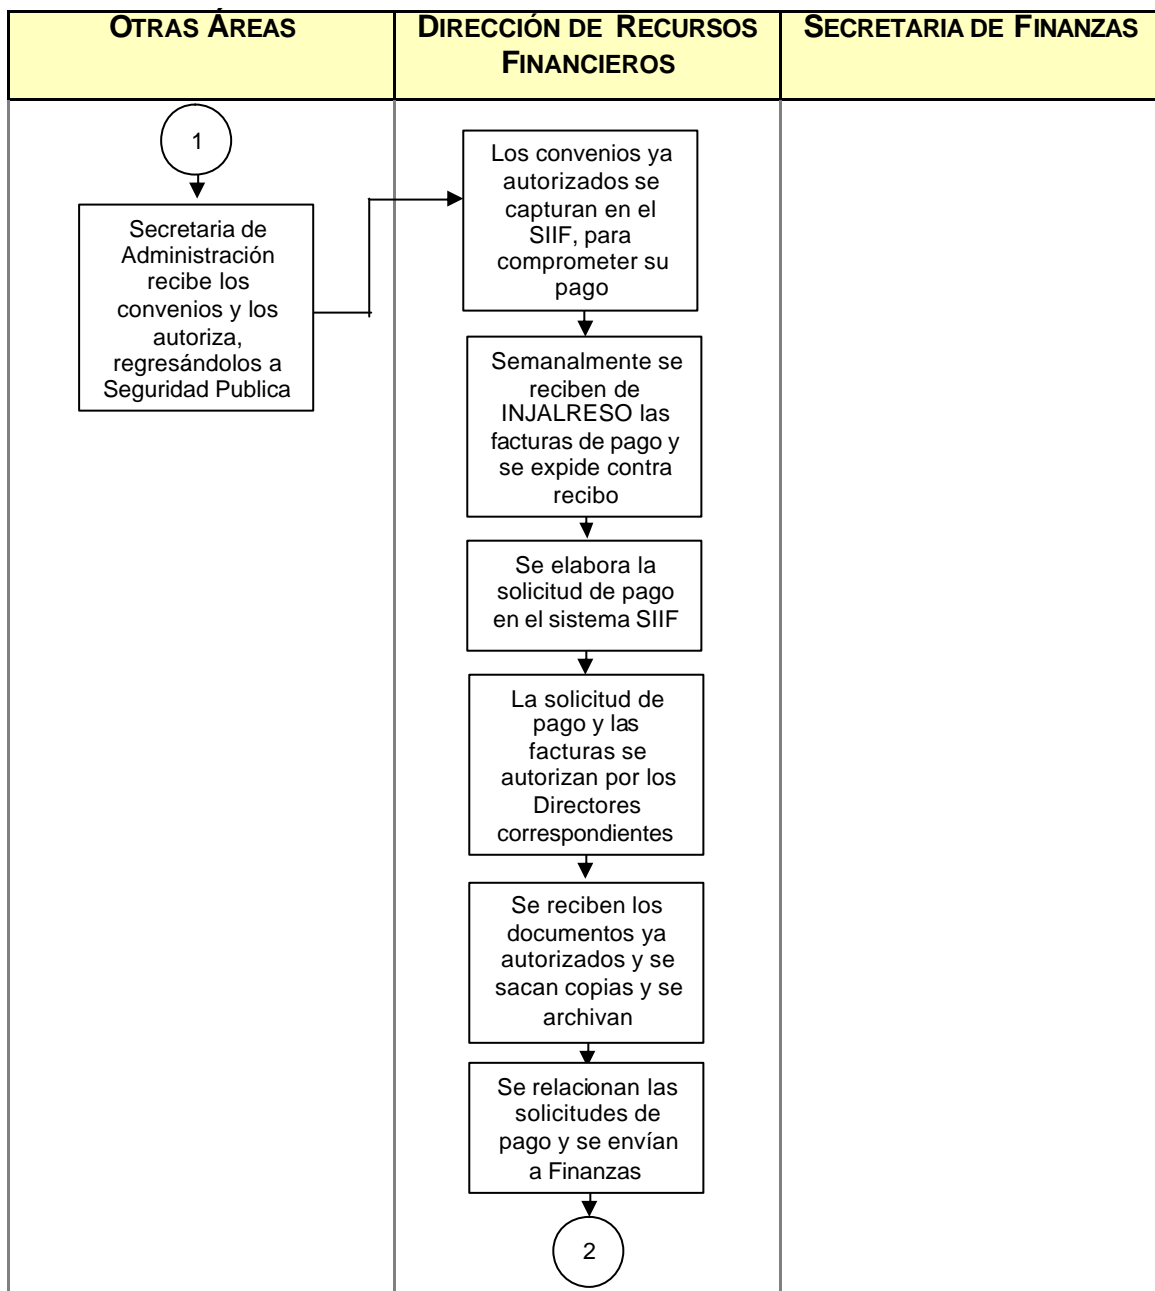 OTRAS ÁREAS
DIRECCIÓN DE RECURSOS
FINANCIEROS
SECRETARIA DE FINANZAS
1
Secretaria de
Administración
recibe los
convenios y los
autoriza,
regresándolos a
Seguridad Publica
Los convenios ya
autorizados se
capturan en el
SIIF, para
comprometer su
pago
Semanalmente se
reciben de
INJALRESO las
facturas de pago y
se expide contra
recibo
Se elabora la
solicitud de pago
en el sistema SIIF
La solicitud de
pago y las
facturas se
autorizan por los
Directores
correspondientes
Se reciben los
documentos ya
autorizados y se
sacan copias y se
archivan
Se relacionan las
solicitudes de
pago y se envían
a Finanzas
2